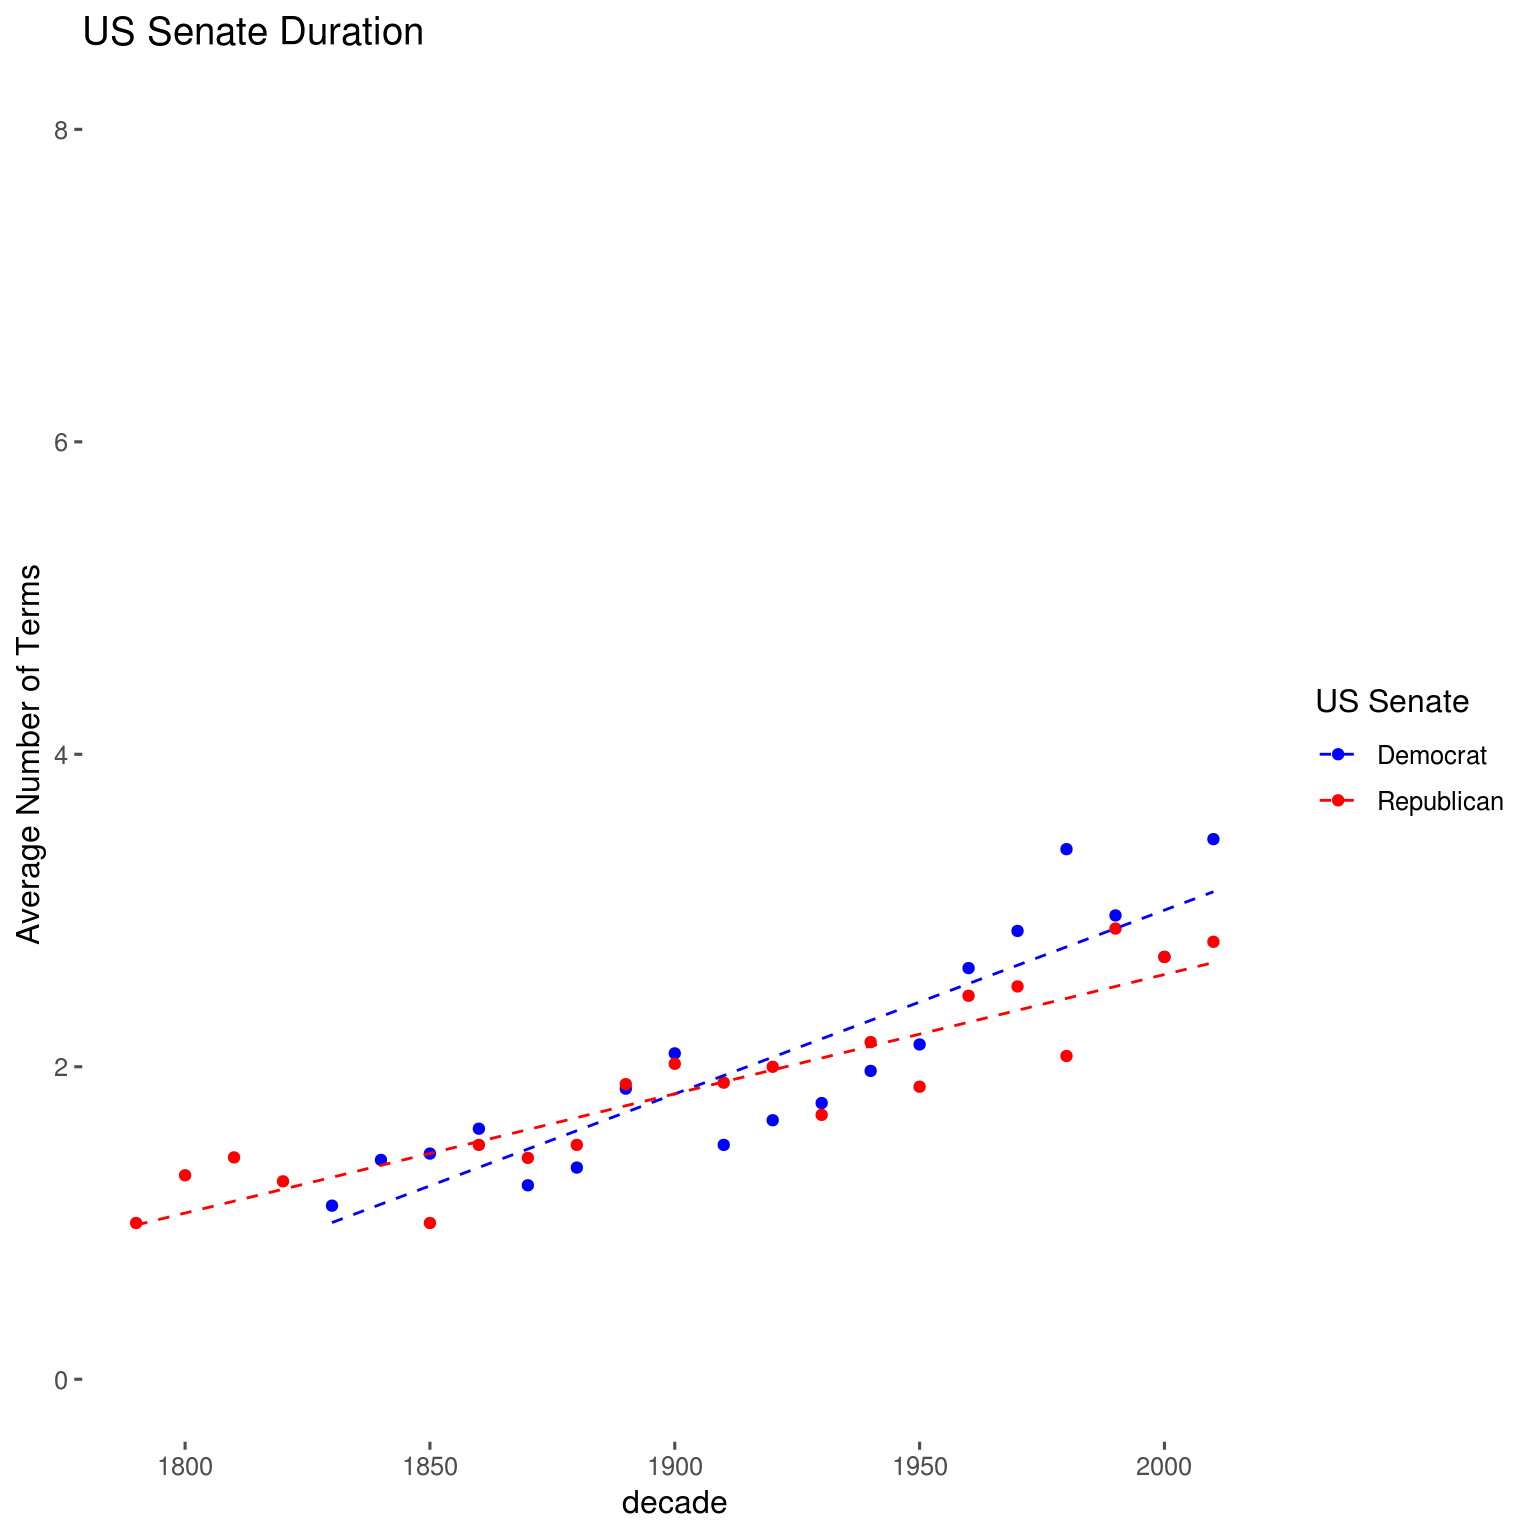 US Senate Duration
8
6
4
2
0
Average Number of Terms
1800 1850 1900 1950 2000
decade
US Senate
Democrat
Republican